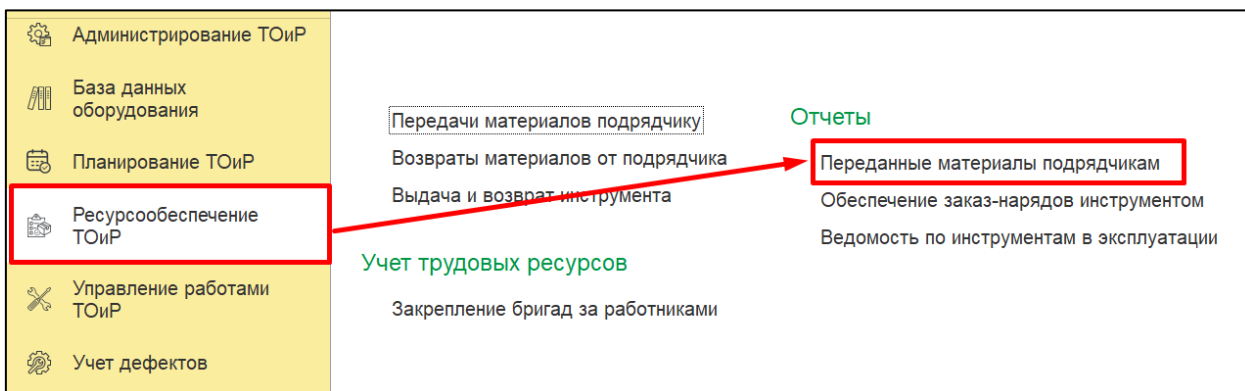 Администрирование ТОиР
База данных
оборудования
Планирование ТОиР
Ресурсообеспечение
ТОиР
Управление работами
ТОиР
Учет дефектов
Передачи материалов подрядчику
Возвраты материалов от подрядчика
Выдача и возврат инструмента
Учет трудовых ресурсов
Закрепление бригад за работниками
Отчеты
Переданные материалы подрядчикам
Обеспечение заказ-нарядов инструментом
Ведомость по инструментам в эксплуатации